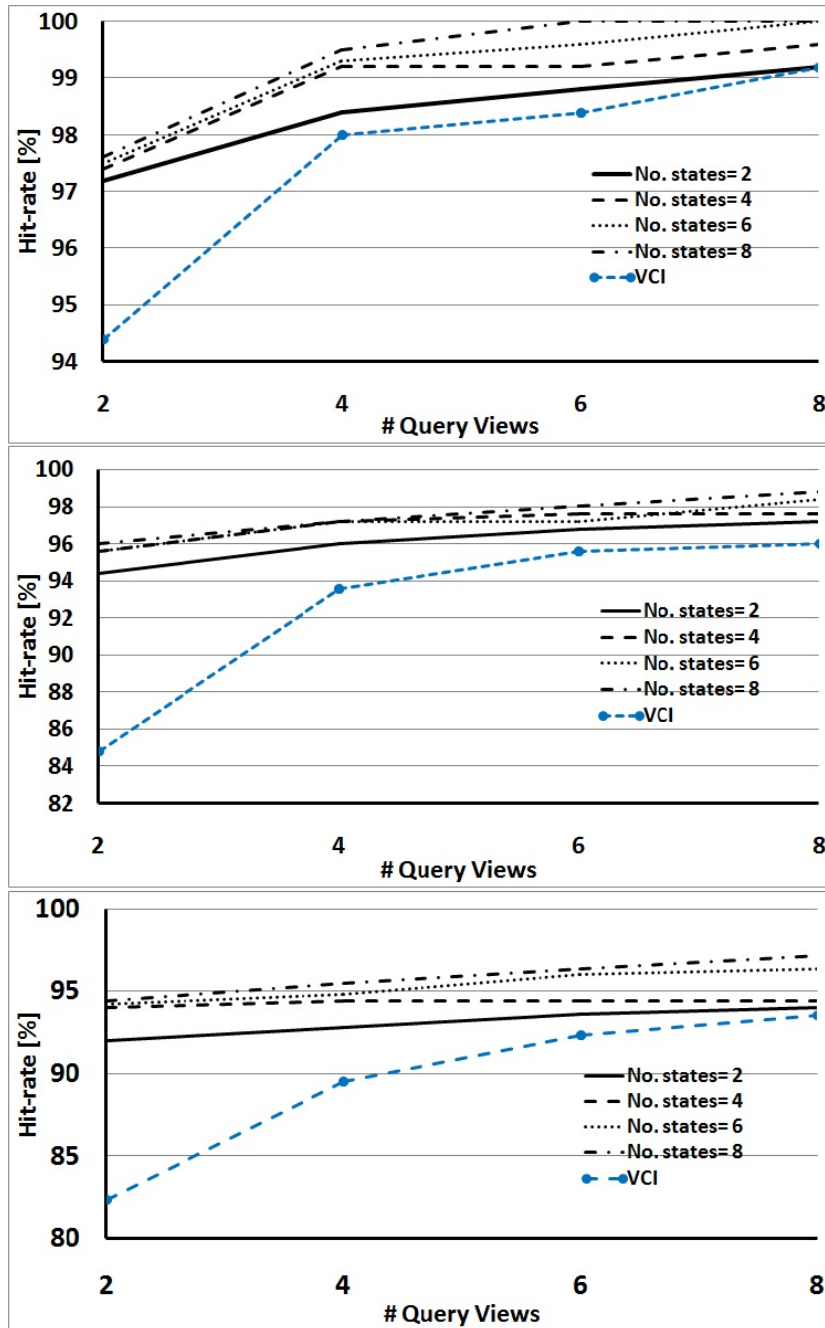 100
99
98
97
96
95
94
Hit-rate [%]
No. states= 2
No. states= 4
No. states= 6
No. states= 8
VCI
2 4 6 8
# Query Views
100
98
96
94
92
90
88
86
84
82
Hit-rate [%]
No. states= 2
No. states= 4
No. states= 6
No. states= 8
VCI
2 4 6 8
# Query Views
100
95
90
85
80
Hit-rate [%]
No. states= 2
No. states= 4
No. states= 6
No. states= 8
VCI
2 4 6 8
# Query Views